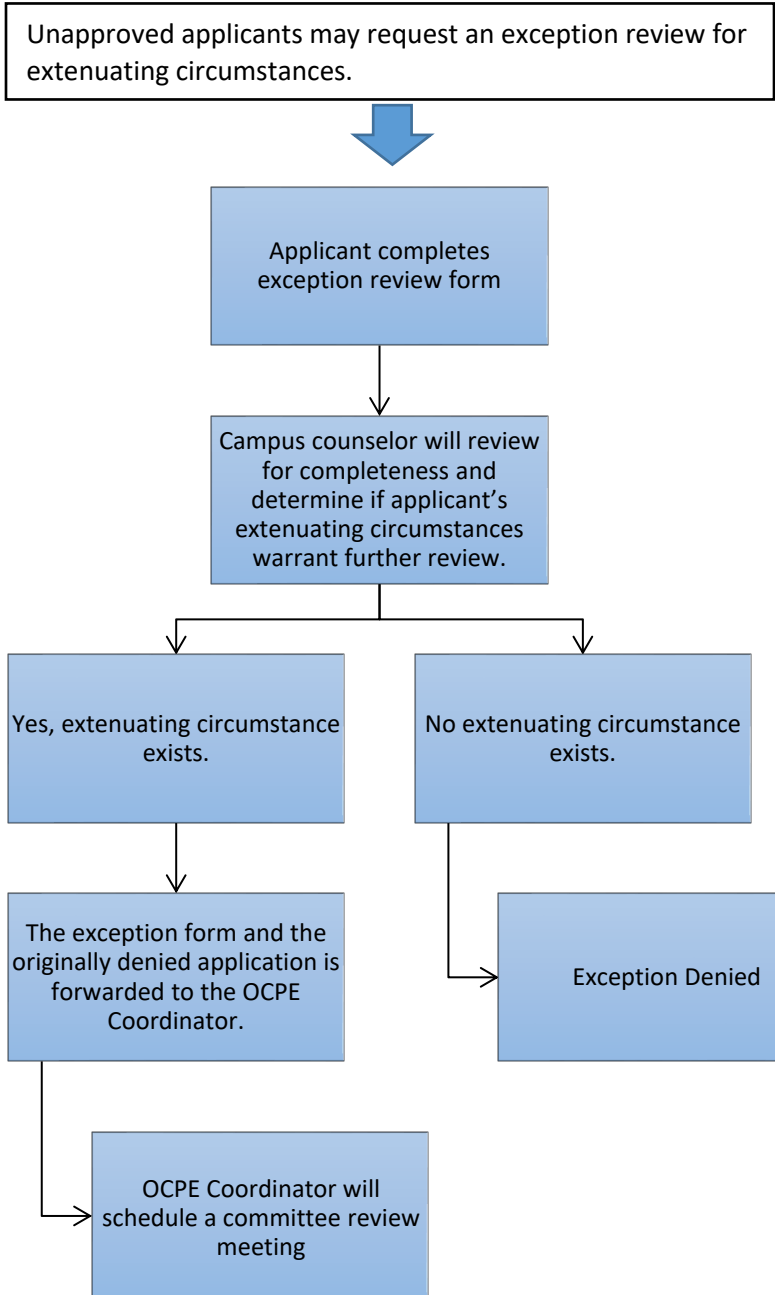 Unapproved applicants may request an exception review for
extenuating circumstances.
Applicant completes
exception review form
Campus counselor will review
for completeness and
determine if applicant’s
extenuating circumstances
warrant further review.
Yes, extenuating circumstance
exists.
No extenuating circumstance
exists.
The exception form and the
originally denied application is
forwarded to the OCPE
Coordinator.
Exception Denied
OCPE Coordinator will
schedule a committee review
meeting